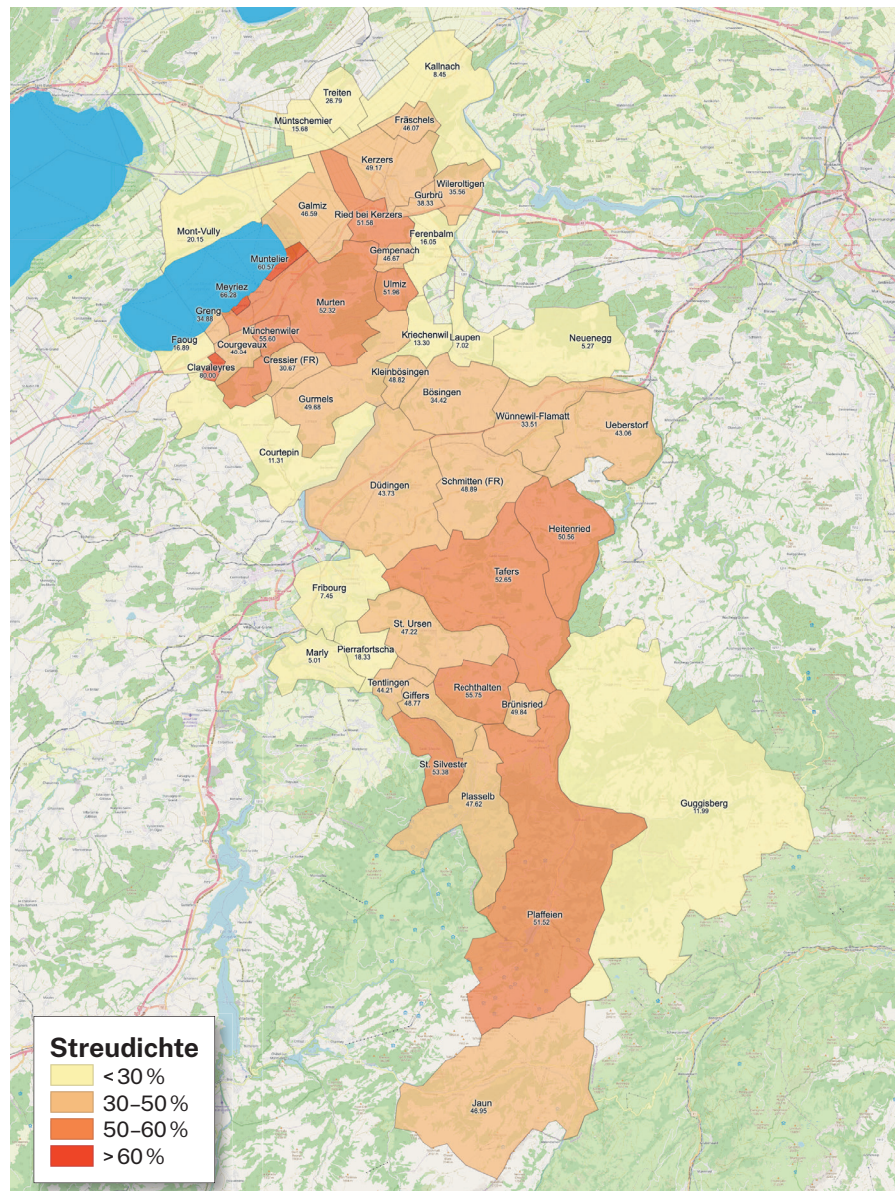 Kallnach
8.45
Treiten
26.79
Müntschemier
15.68
Fräschels
46.07
Kerzers
49.17
Wileroltigen
35.56
Gurbrü
38.33
Galmiz
46.59
Ried bei Kerzers
51.58
Mont-Vully
20.15
Ferenbalm
16.05
Gempenach
46.67
Muntelier
60.57
Meyriez
66.28
Ulmiz
51.96
Greng
34.88
Murten
52.32
Münchenwiler
55.60
Kriechenwil
13.30
Laupen
7.02
Neuenegg
5.27
Faoug
16.89
Courgevaux
Cressier (FR)
30.67
Clavaleyres
80.00
Kleinbösingen
48.82
Bösingen
34.42
Gurmels
49.68
Wünnewil-Flamatt
33.51
Ueberstorf
43.06
Courtepin
11.31
Düdingen
43.73
Schmitten (FR)
48.89
Heitenried
50.56
Tafers
52.65
Fribourg
7.45
St. Ursen
47.22
Marly
5.01
Pierrafortscha
18.33
Tentlingen
44.21
Giffers
48.77
Rechthalten
55.75
Brünisried
49.84
St. Silvester
53.38
Plasselb
47.62
Guggisberg
11.99
Plaffeien
51.52
Jaun
46.95
Streudichte
<30 %
30–50 %
50–60 %
>60 %